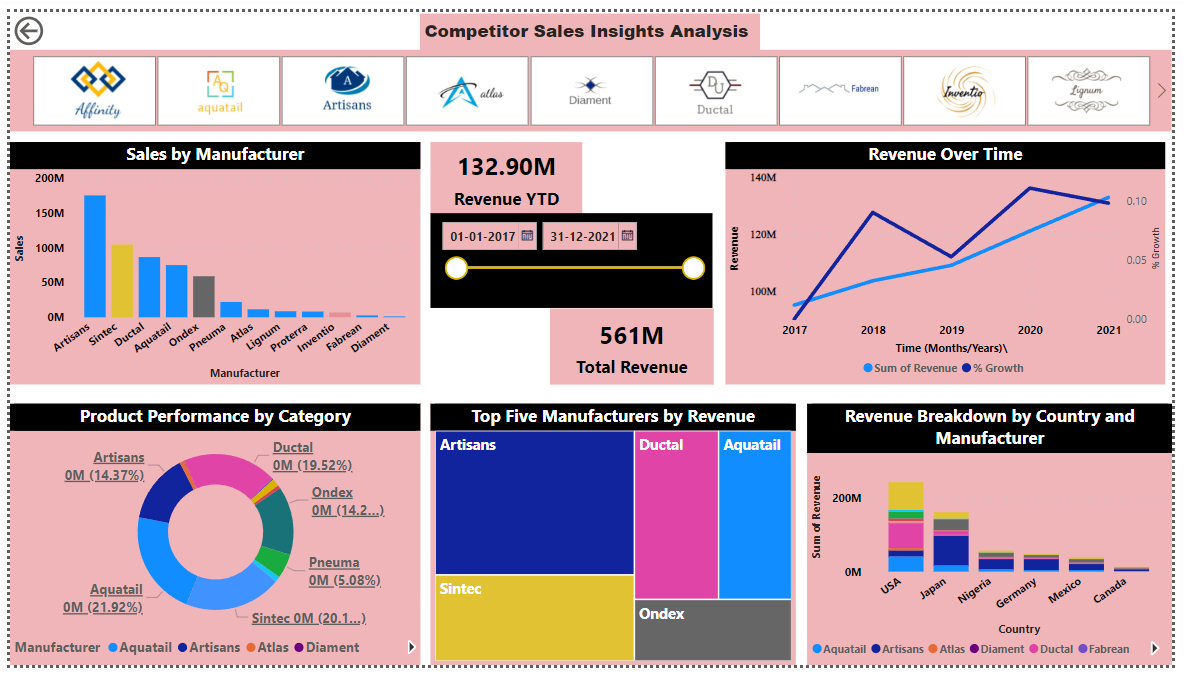 Competitor Sales Insights Analysis
Affinity
AQ
aquatail
A
Artisans
atlas
Diament
DU
Ductal
Fabrean
Inventio
Lignum
Sales by Manufacturer
200M
150M
100M
50M
0M
Sales
Artisans
Sintec
Ductal
Aquatail
Ondex
Pneuma
Atlas
Lignum
Proterra
Inventio
Fabrean
Diament
Manufacturer
132.90M
Revenue YTD
01-01-2017
31-12-2021
561M
Total Revenue
Revenue Over Time
140M
120M
100M
Revenue
0.10
0.05
0.00
% Growth
2017 2018 2019 2020 2021
Time (Months/Years)\
Sum of Revenue % Growth
Product Performance by Category
Ductal
0M (19.52%)
Artisans
0M (14.37%)
Ondex
0M (14.2...)
Pneuma
0M (5.08%)
Aquatail
0M (21.92%)
Sintec 0M (20.1...)
Manufacturer Aquatail Artisans Atlas Diament
Top Five Manufacturers by Revenue
Artisans
Ductal
Aquatail
Sintec
Ondex
Revenue Breakdown by Country and
Manufacturer
Sum of Revenue
200M
0M
USA
Japan
Nigeria
Germany
Mexico
Canada
Country
Aquatail Artisans Atlas Diament Ductal Fabrean